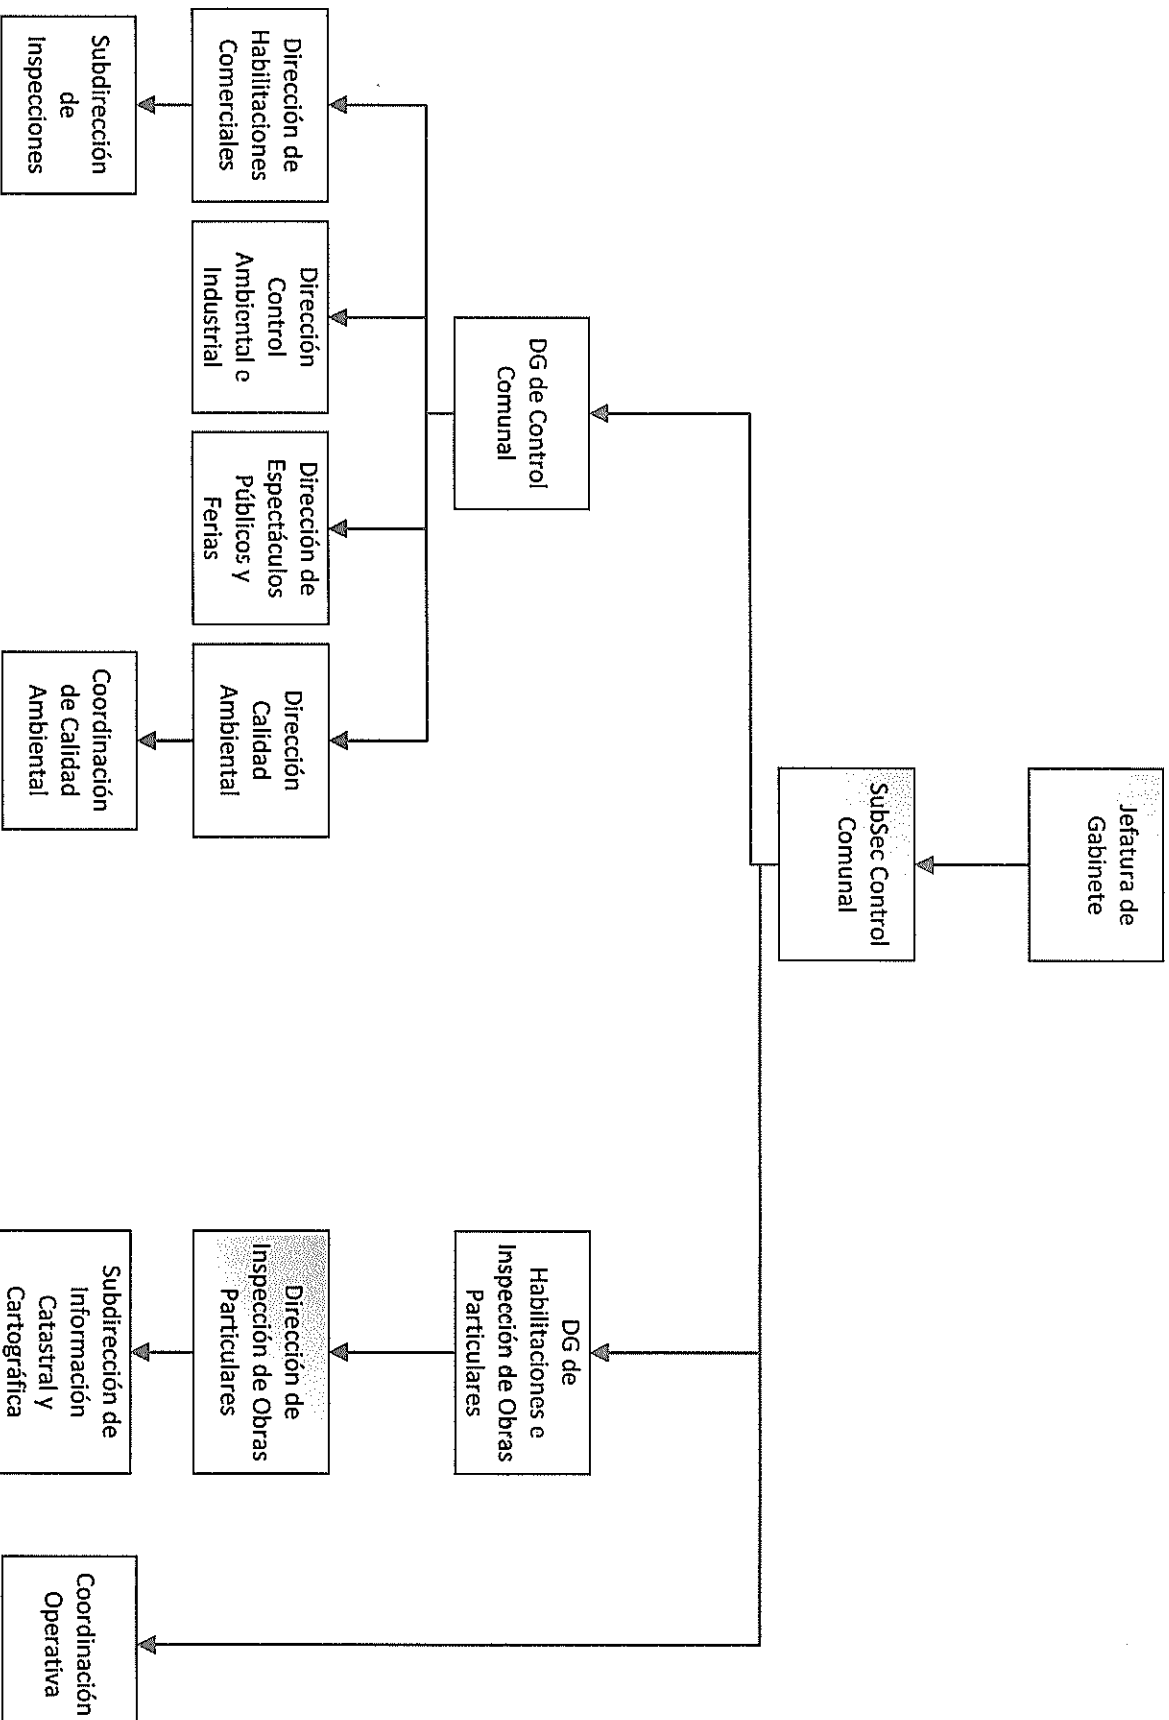 Jefatura de
Gabinete
SubSec Control
Comunal
DG de Control
Comunal
DG de
Habilitaciones e
Inspección de Obras
Particulares
Dirección de
Habilitaciones
Comerciales
Dirección
Control
Ambiental e
Industrial
Dirección de
Espectáculos
Públicos y
Ferias
Dirección
Calidad
Ambiental
Dirección de
Inspección de Obras
Particulares
Subdirección
de
Inspecciones
Coordinación
de Calidad
Ambiental
Subdirección de
Información
Catastral y
Cartográfica
Coordinación
Operativa